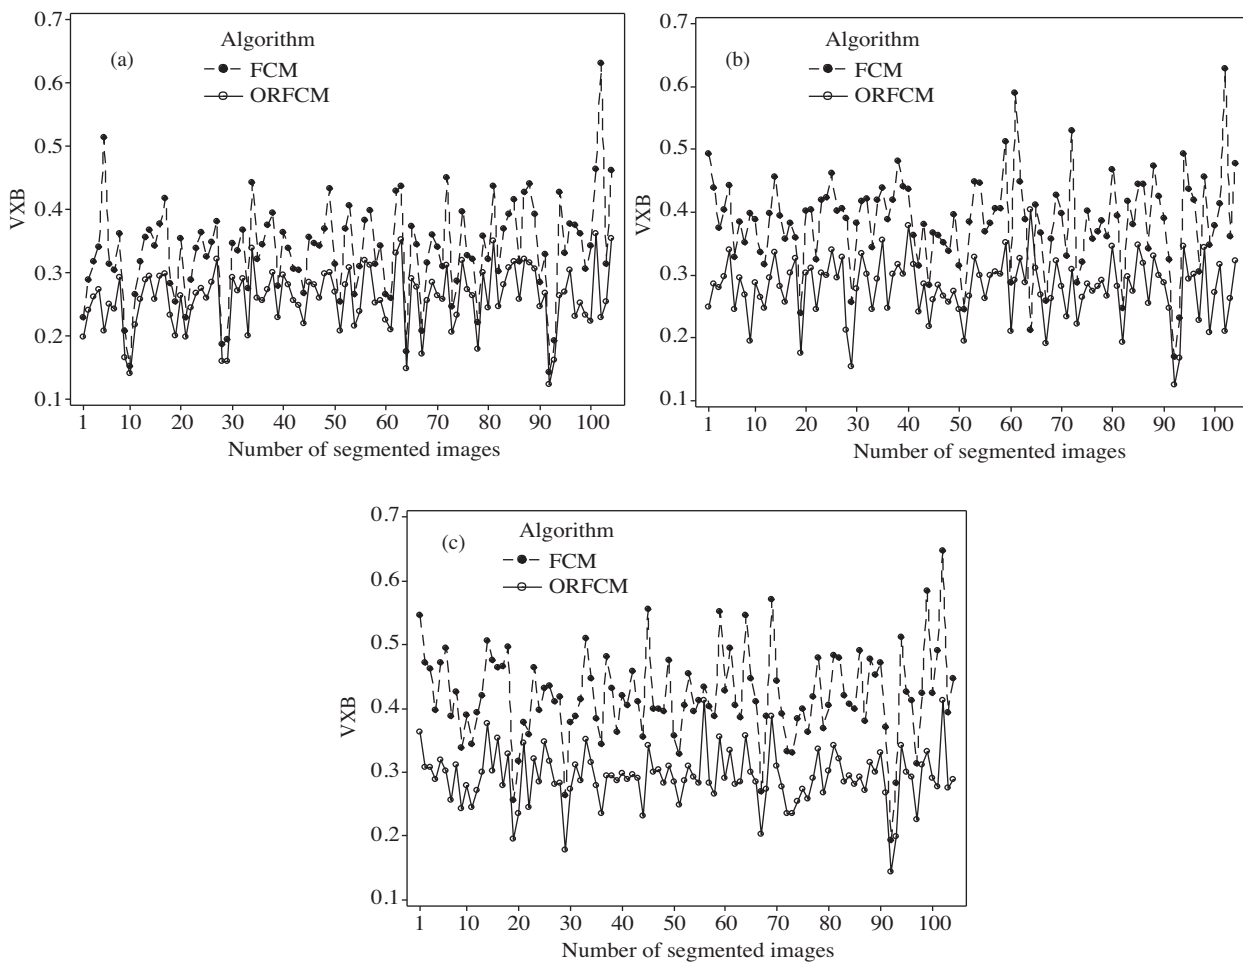 (a)
Algorithm
FCM
ORFCM
VXB
0.7
0.6
0.5
0.4
0.3
0.2
0.1
1 10 20 30 40 50 60 70 80 90 100
Number of segmented images
(b)
Algorithm
FCM
ORFCM
VXB
0.7
0.6
0.5
0.4
0.3
0.2
0.1
1 10 20 30 40 50 60 70 80 90 100
Number of segmented images
(c)
Algorithm
FCM
ORFCM
VXB
0.7
0.6
0.5
0.4
0.3
0.2
0.1
1 10 20 30 40 50 60 70 80 90 100
Number of segmented images